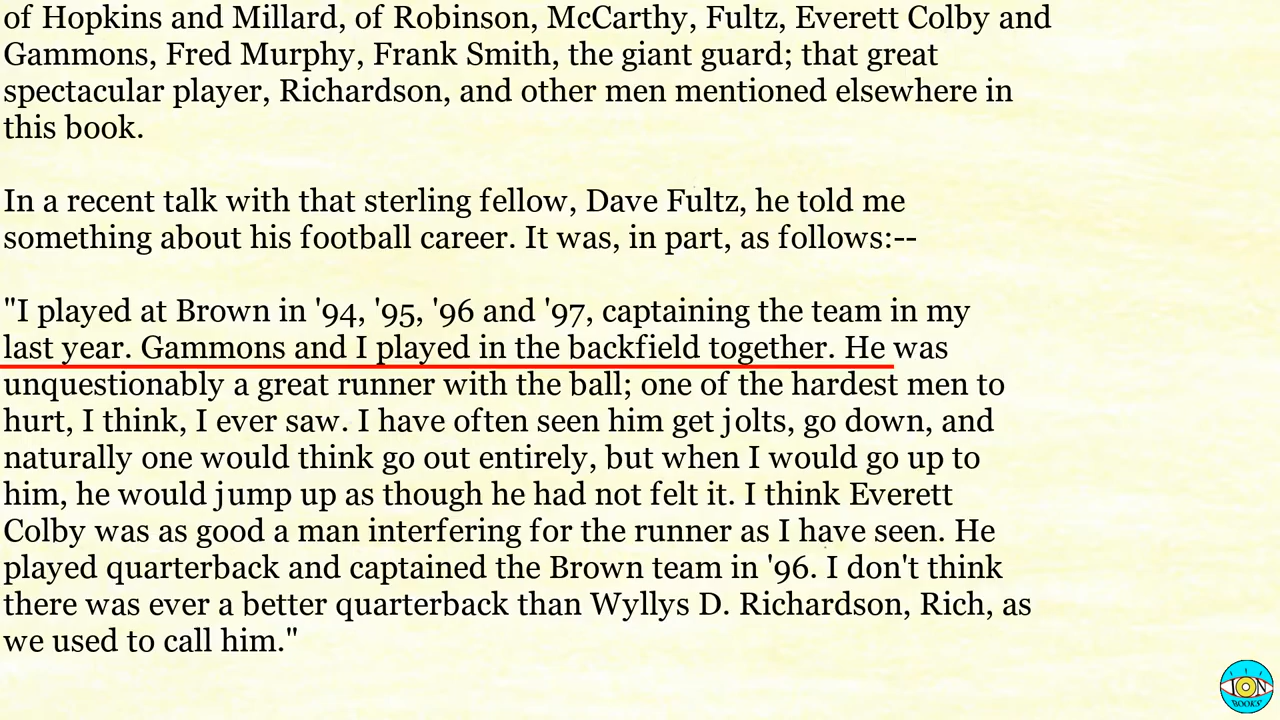 of Hopkins and Millard, of Robinson, McCarthy, Fultz, Everett Colby and
Gammons, Fred Murphy, Frank Smith, the giant guard; that great
spectacular player, Richardson, and other men mentioned elsewhere in
this book.
In a recent talk with that sterling fellow, Dave Fultz, he told me
something about his football career. It was, in part, as follows:--
"I played at Brown in '94, '95, '96 and '97, captaining the team in my
last year. Gammons and I played in the backfield together. He was
unquestionably a great runner with the ball; one of the hardest men to
hurt, I think, I ever saw. I have often seen him get jolts, go down, and
naturally one would think go out entirely, but when I would go up to
him, he would jump up as though he had not felt it. I think Everett
Colby was as good a man interfering for the runner as I have seen. He
played quarterback and captained the Brown team in '96. I don't think
there was ever a better quarterback than Wyllys D. Richardson, Rich, as
we used to call him."
ION
BOOKS